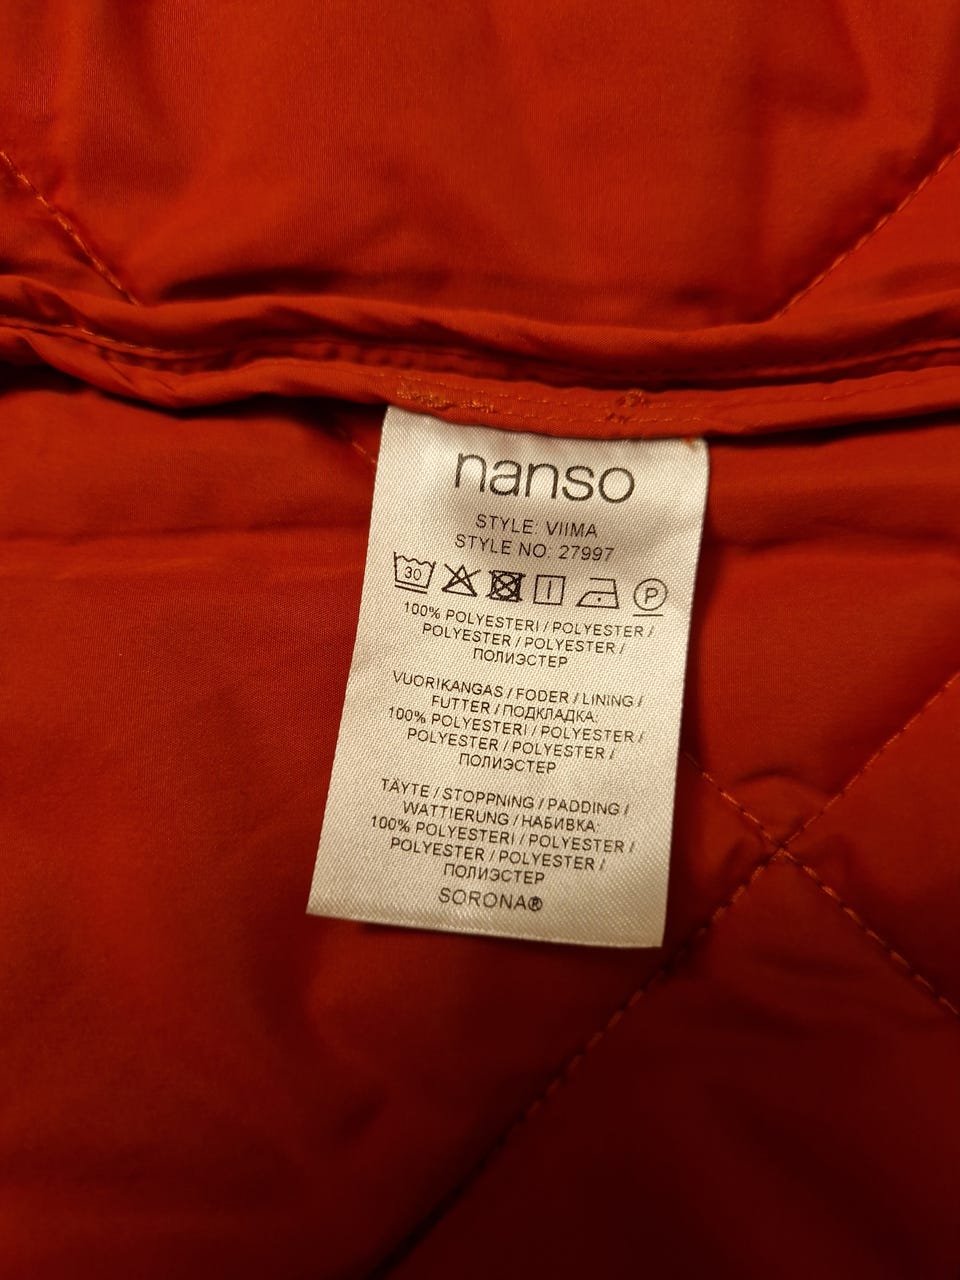 nanso
STYLE: VIIMA
STYLE NO: 27997
30 P
100% POLYESTERI / POLYESTER /
POLYESTER / POLYESTER /
ПОЛИЭСТЕР
VUORIKANGAS / FODER / LINING /
FUTTER / ПОДКЛАДКА:
100% POLYESTERI / POLYESTER /
POLYESTER / POLYESTER /
ПОЛИЭСТЕР
TÄYTE / STOPPNING / PADDING /
WATTIERUNG / НАБИВКА:
100% POLYESTERI / POLYESTER /
POLYESTER / POLYESTER /
ПОЛИЭСТЕР
SORONA®